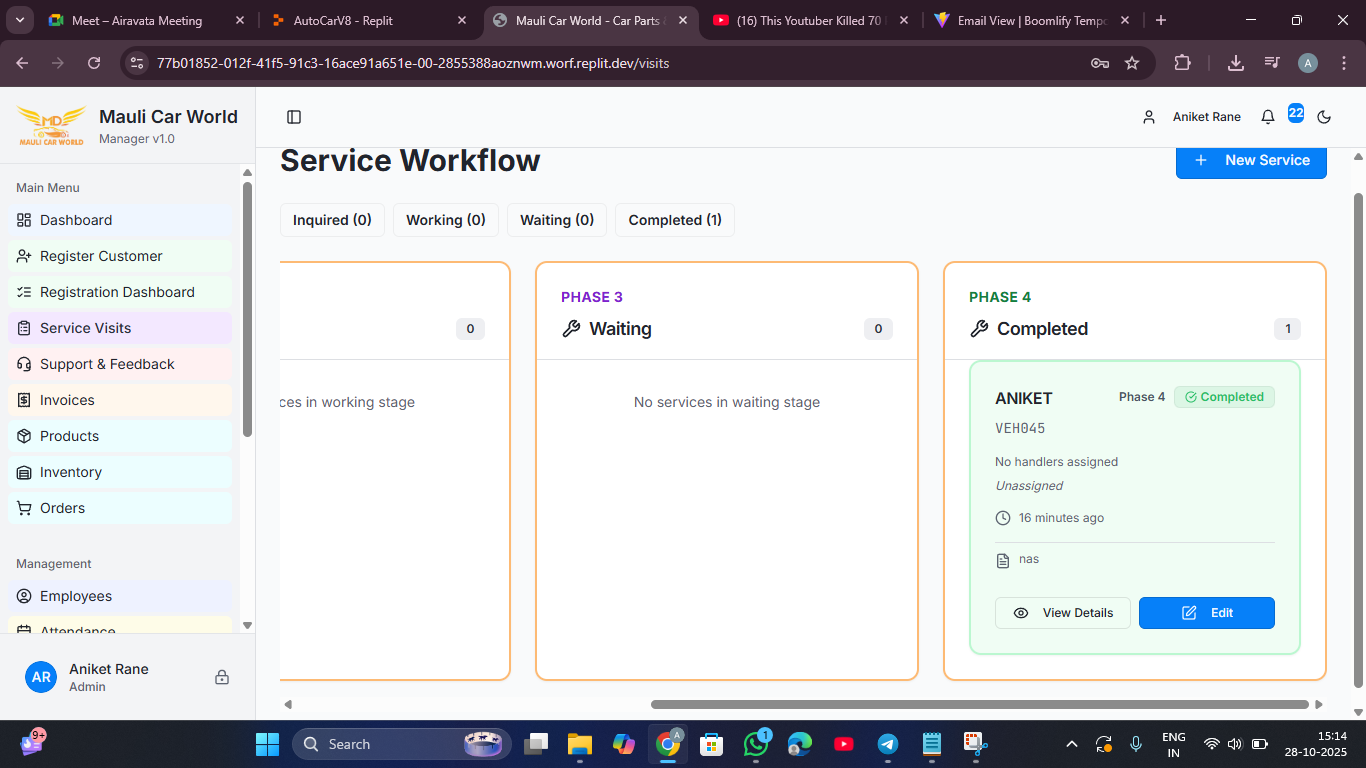 Meet – Airavata Meeting
AutoCarV8 - Replit
Mauli Car World - Car Parts &
(16) This Youtuber Killed 70
Email View | Boomlify Tempo
77b01852-012f-41f5-91c3-16ace91a651e-00-2855388aoznwm.worf.replit.dev/visits
A
MD
MAULI CAR WORLD
Mauli Car World
Manager v1.0
Aniket Rane
22
Main Menu
Dashboard
Register Customer
Registration Dashboard
Service Visits
Support & Feedback
Invoices
Products
Inventory
Orders
Management
Employees
Attendance
AR
Aniket Rane
Admin
Service Workflow
New Service
Inquired (0)
Working (0)
Waiting (0)
Completed (1)
0
ces in working stage
PHASE 3
Waiting
0
No services in waiting stage
PHASE 4
Completed
1
ANIKET
Phase 4
Completed
VEH045
No handlers assigned
Unassigned
16 minutes ago
nas
View Details
Edit
9+
Search
A
1
ENG
IN
15:14
28-10-2025